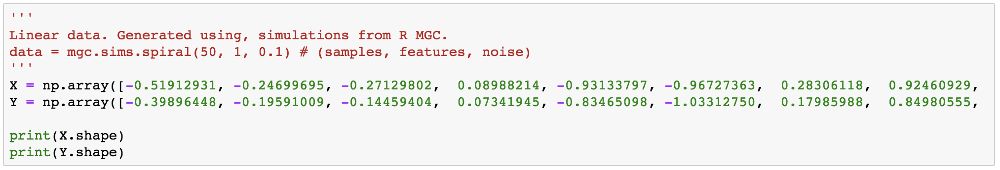 '''
Linear data. Generated using, simulations from R MGC.
data = mgc.sims.spiral(50, 1, 0.1) # (samples, features, noise)
'''
X = np.array([-0.51912931, -0.24699695, -0.27129802,  0.08988214, -0.93133797, -0.96727363,  0.28306118,  0.92460929,
Y = np.array([-0.39896448, -0.19591009, -0.14459404,  0.07341945, -0.83465098, -1.03312750,  0.17985988,  0.84980555,
print(X.shape)
print(Y.shape)